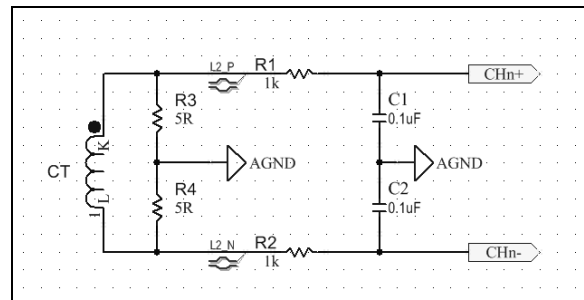 L2_P
R1
1k
CHn+
R3
5R
C1
0.1uF
K
CT
AGND
AGND
R4
5R
C2
0.1uF
1
L
L2_N
R2
1k
CHn-